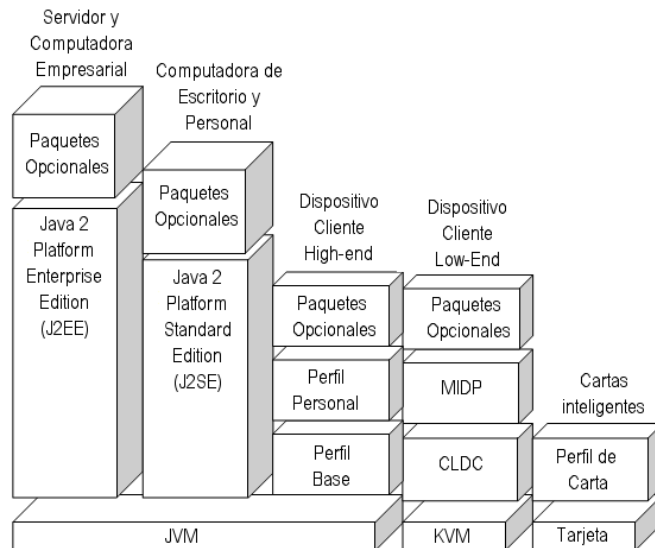 Servidor y
Computadora
Empresarial
Paquetes
Opcionales
Java 2
Platform
Enterprise
Edition
(J2EE)
Computadora de
Escritorio y
Personal
Paquetes
Opcionales
Java 2
Platform
Standard
Edition
(J2SE)
Dispositivo
Cliente
High-end
Paquetes
Opcionales
Perfil
Personal
Perfil
Base
Dispositivo
Cliente
Low-End
Paquetes
Opcionales
MIDP
CLDC
Cartas
inteligentes
Perfil de
Carta
JVM
KVM
Tarjeta